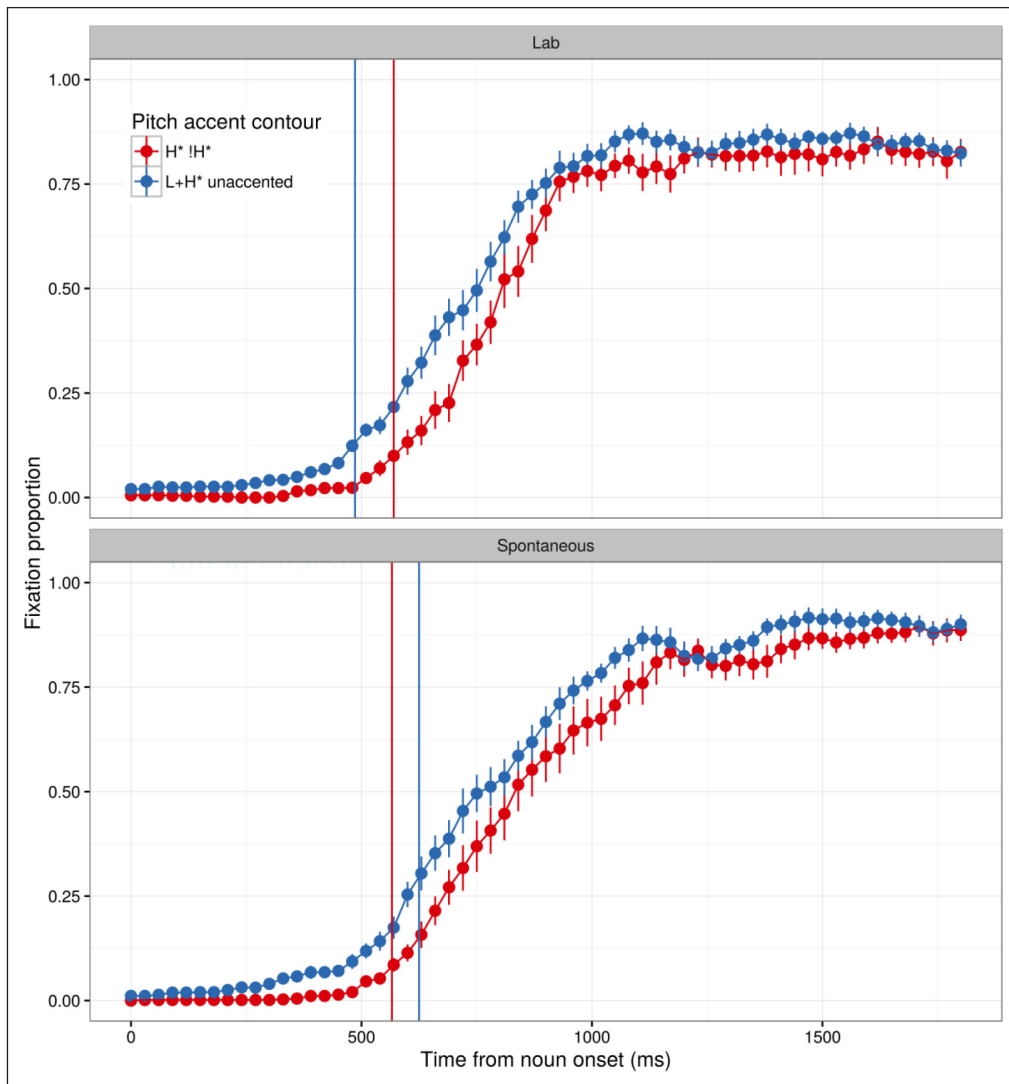 Lab
1.00
Pitch accent contour
H* !H*
L+H* unaccented
0.75
0.50
0.25
0.00
Spontaneous
1.00
0.75
0.50
0.25
0.00
Fixation proportion
0 500 1000 1500
Time from noun onset (ms)